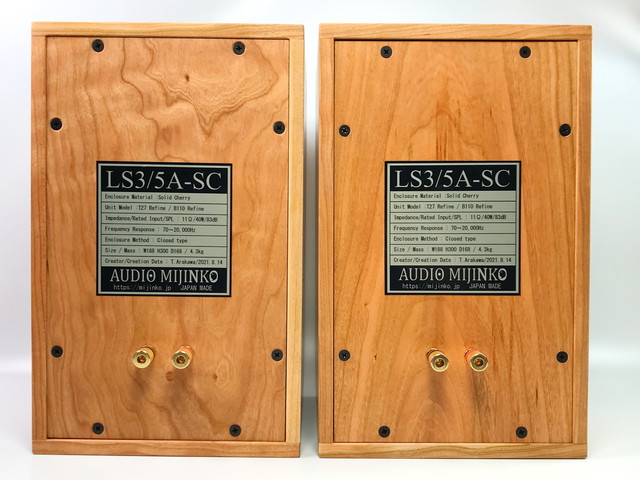 LS3/5A-SC
Enclosure Material :Solid Cherry
Unit Model :T27 Refine / B110 Refine
Impedance/Rated Input/SPL : 11Ω/40W/83dB
Frequency Response : 70～20,000Hz
Enclosure Method : Closed type
Size / Mass : W188 H300 D168 / 4.3kg
Creator/Creation Date : T.Arakawa/2021.8.14
AUDIO MIJINKO
https://mijinko.jp JAPAN MADE
LS3/5A-SC
Enclosure Material :Solid Cherry
Unit Model :T27 Refine / B110 Refine
Impedance/Rated Input/SPL : 11Ω/40W/83dB
Frequency Response : 70～20,000Hz
Enclosure Method : Closed type
Size / Mass : W188 H300 D168 / 4.3kg
Creator/Creation Date : T.Arakawa/2021.8.14
AUDIO MIJINKO
https://mijinko.jp JAPAN MADE